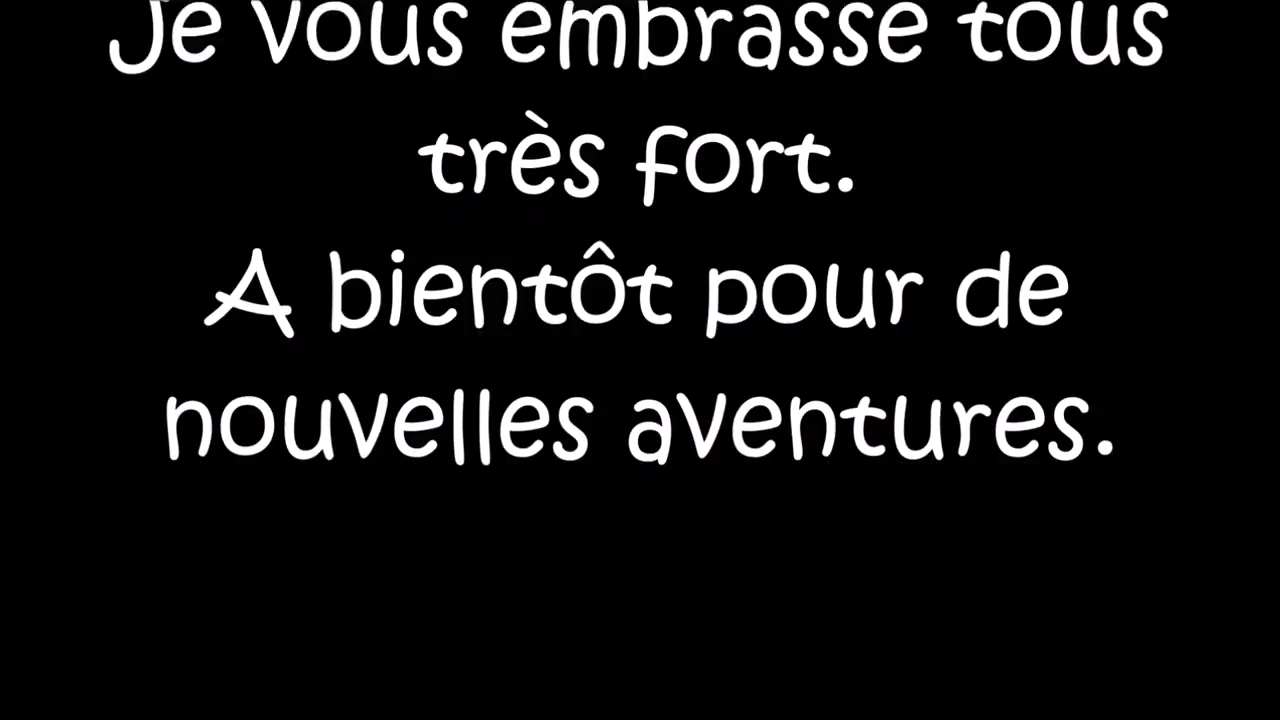 Je vous embrasse tous
très fort.
A bientôt pour de
nouvelles aventures.